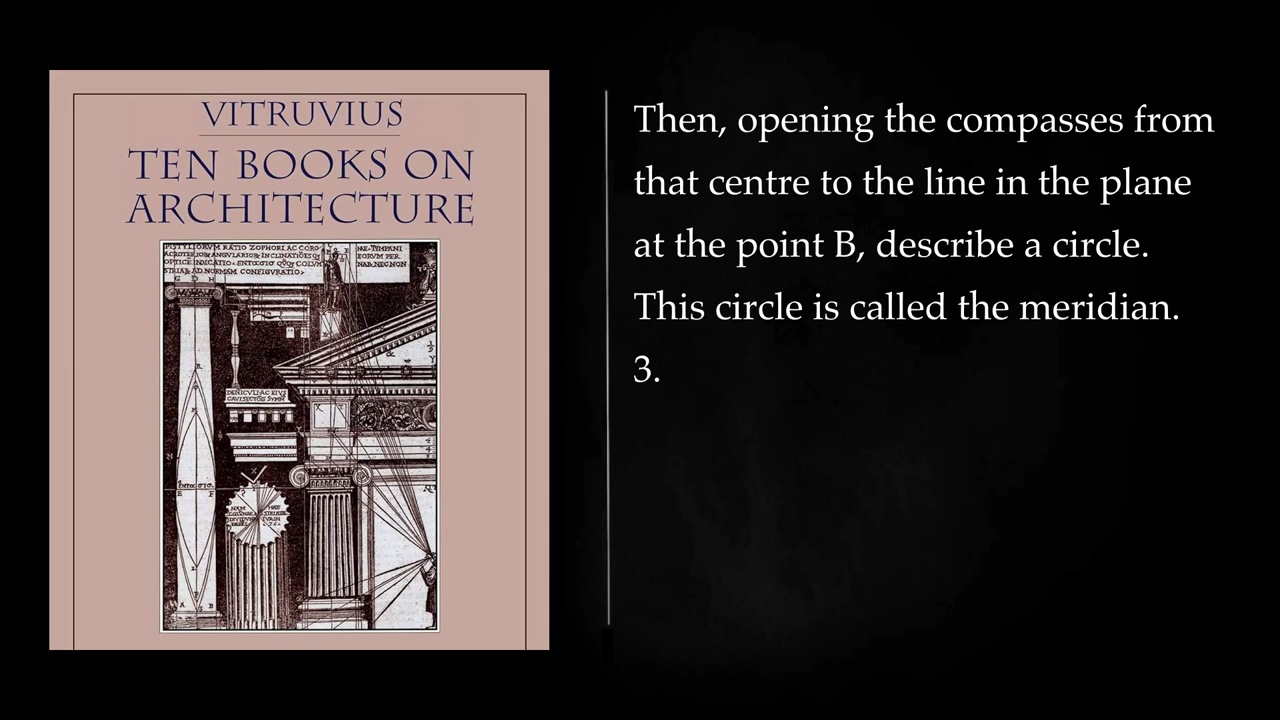 VITRUVIUS
TEN BOOKS ON
ARCHITECTURE
Then, opening the compasses from
that centre to the line in the plane
at the point B, describe a circle.
This circle is called the meridian.
3.